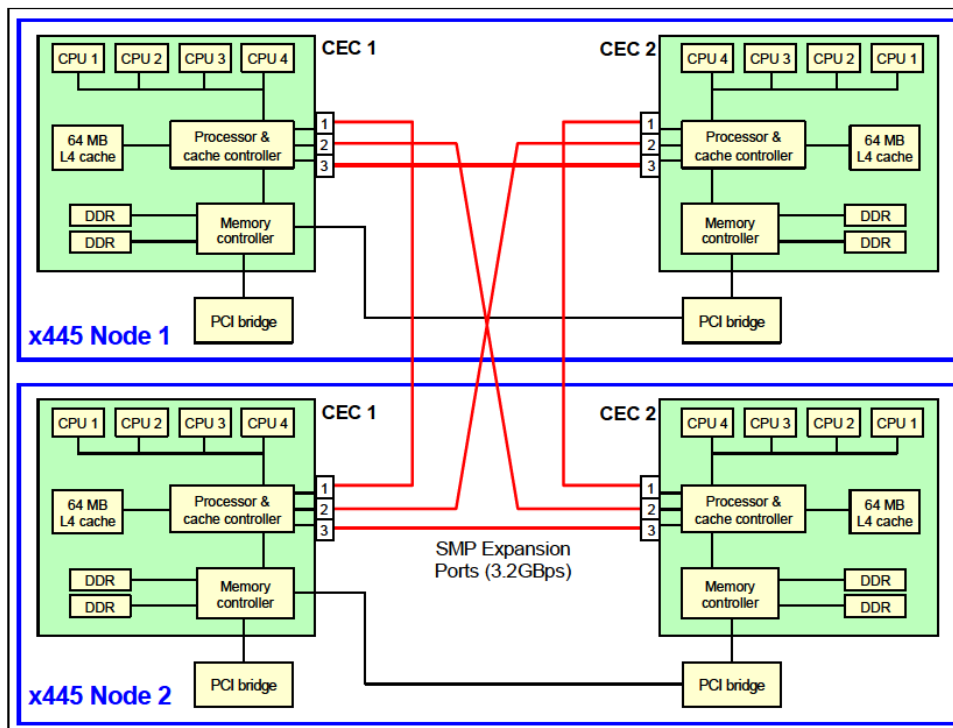 CEC 1
CPU 1
CPU 2
CPU 3
CPU 4
64 MB
L4 cache
Processor &
cache controller
1
2
3
DDR
DDR
Memory
controller
PCI bridge
x445 Node 1
CEC 2
CPU 4
CPU 3
CPU 2
CPU 1
1
2
3
Processor &
cache controller
64 MB
L4 cache
Memory
controller
DDR
DDR
PCI bridge
CEC 1
CPU 1
CPU 2
CPU 3
CPU 4
64 MB
L4 cache
Processor &
cache controller
1
2
3
DDR
DDR
Memory
controller
PCI bridge
x445 Node 2
SMP Expansion
Ports (3.2GBps)
CEC 2
CPU 4
CPU 3
CPU 2
CPU 1
1
2
3
Processor &
cache controller
64 MB
L4 cache
Memory
controller
DDR
DDR
PCI bridge